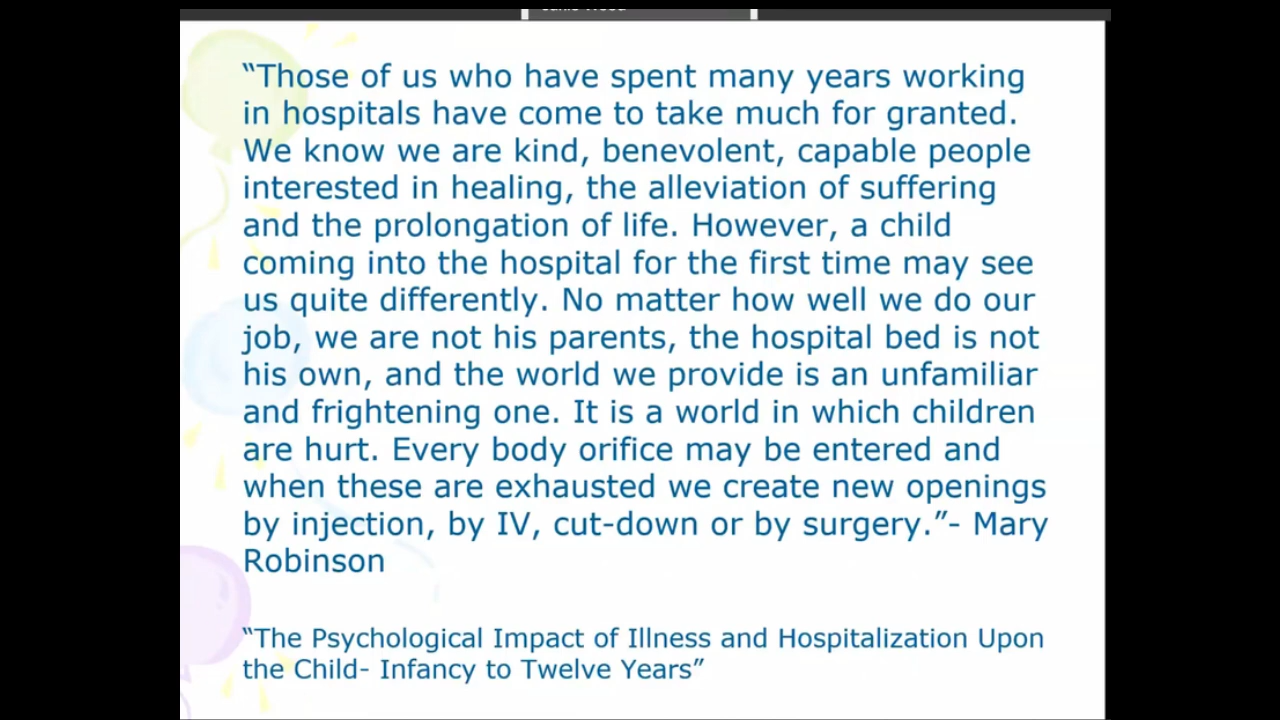 “Those of us who have spent many years working
in hospitals have come to take much for granted.
We know we are kind, benevolent, capable people
interested in healing, the alleviation of suffering
and the prolongation of life. However, a child
coming into the hospital for the first time may see
us quite differently. No matter how well we do our
job, we are not his parents, the hospital bed is not
his own, and the world we provide is an unfamiliar
and frightening one. It is a world in which children
are hurt. Every body orifice may be entered and
when these are exhausted we create new openings
by injection, by IV, cut-down or by surgery.”- Mary
Robinson
“The Psychological Impact of Illness and Hospitalization Upon
the Child- Infancy to Twelve Years”